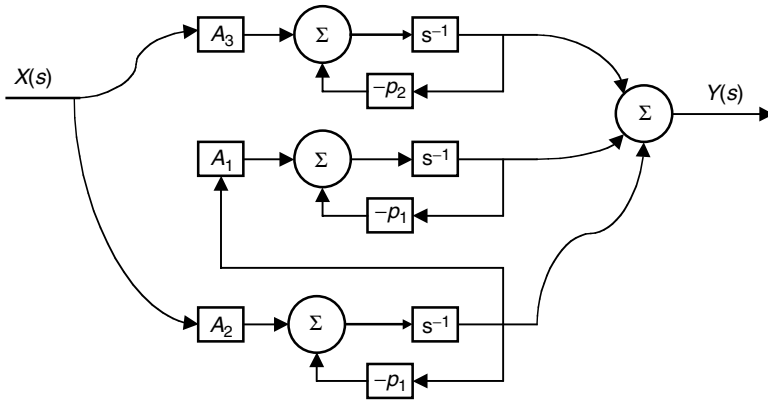 A₃ Σ s⁻¹
X(s) –p₂ Y(s)
Σ
A₁ Σ s⁻¹
–p₁
A₂ Σ s⁻¹
–p₁